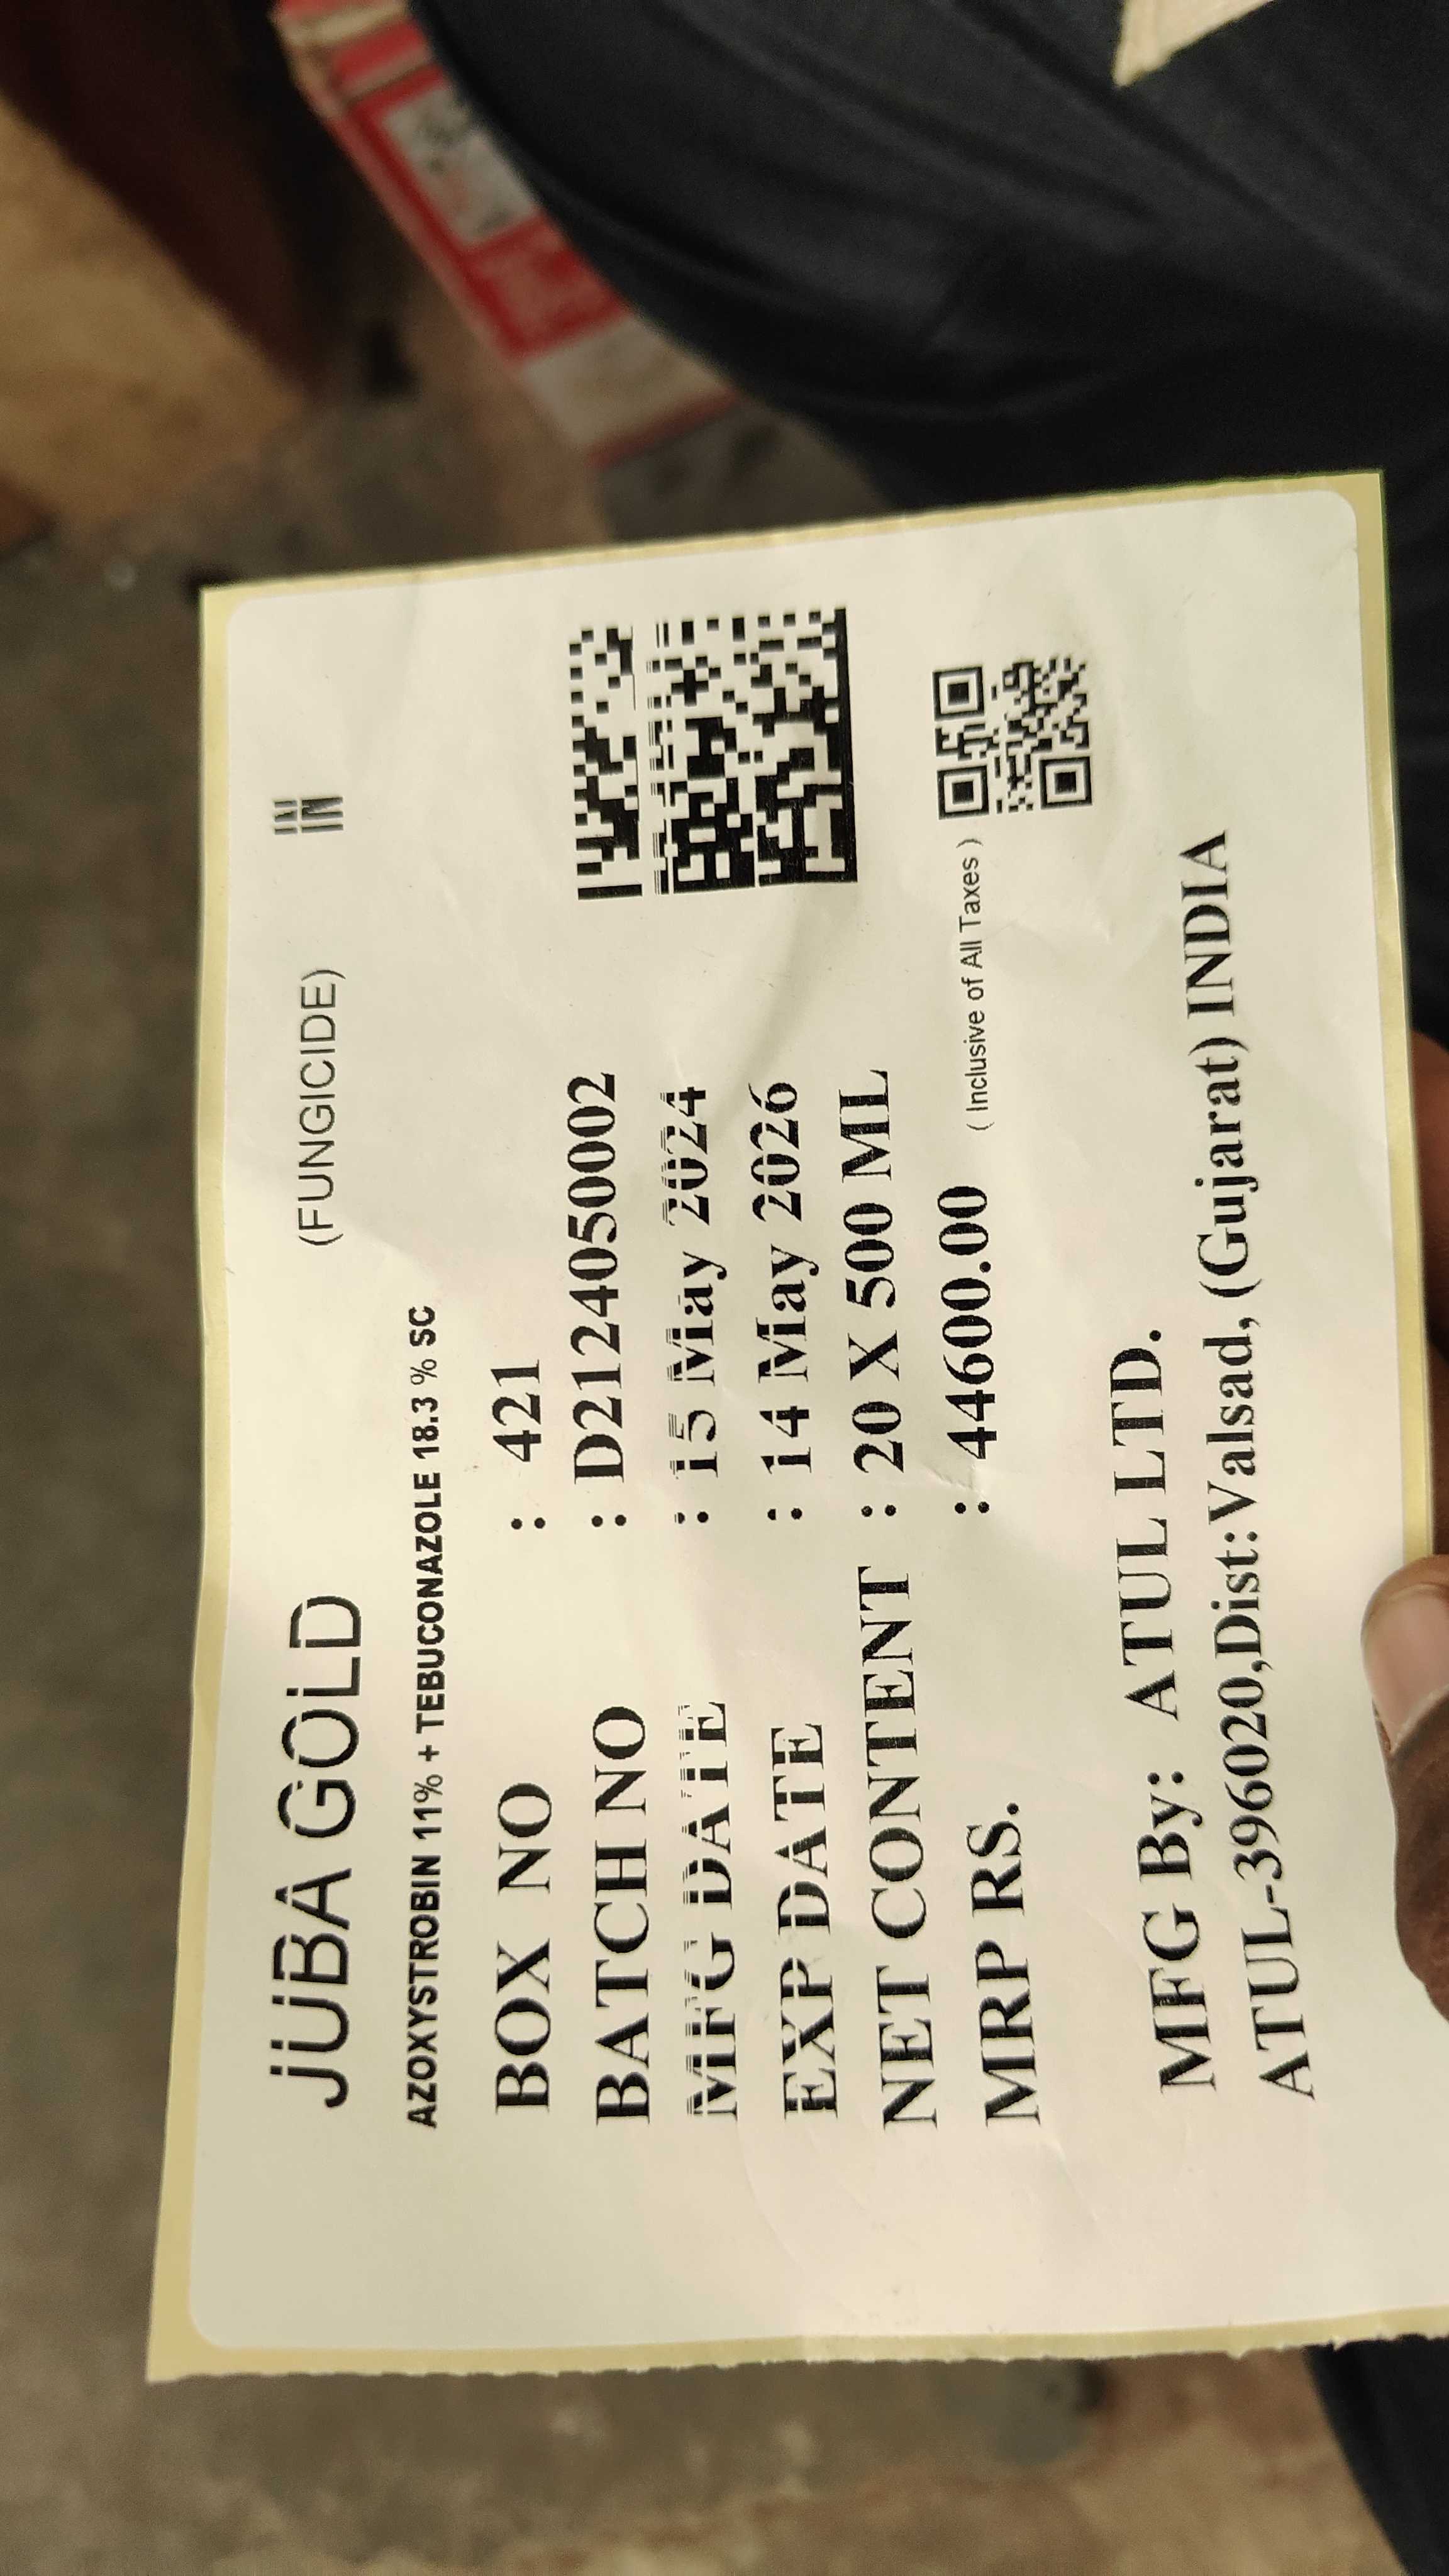 JUBA GOLD (FUNGICIDE) IN
AZOXYSTROBIN 11% + TEBUCONAZOLE 18.3 % SC
BOX NO : 421
BATCH NO : D2124050002
MFG DATE : 15 May 2024
EXP DATE : 14 May 2026
NET CONTENT : 20 X 500 ML
MRP RS. : 44600.00 ( Inclusive of All Taxes )
MFG By: ATUL LTD.
ATUL-396020,Dist:Valsad, (Gujarat) INDIA